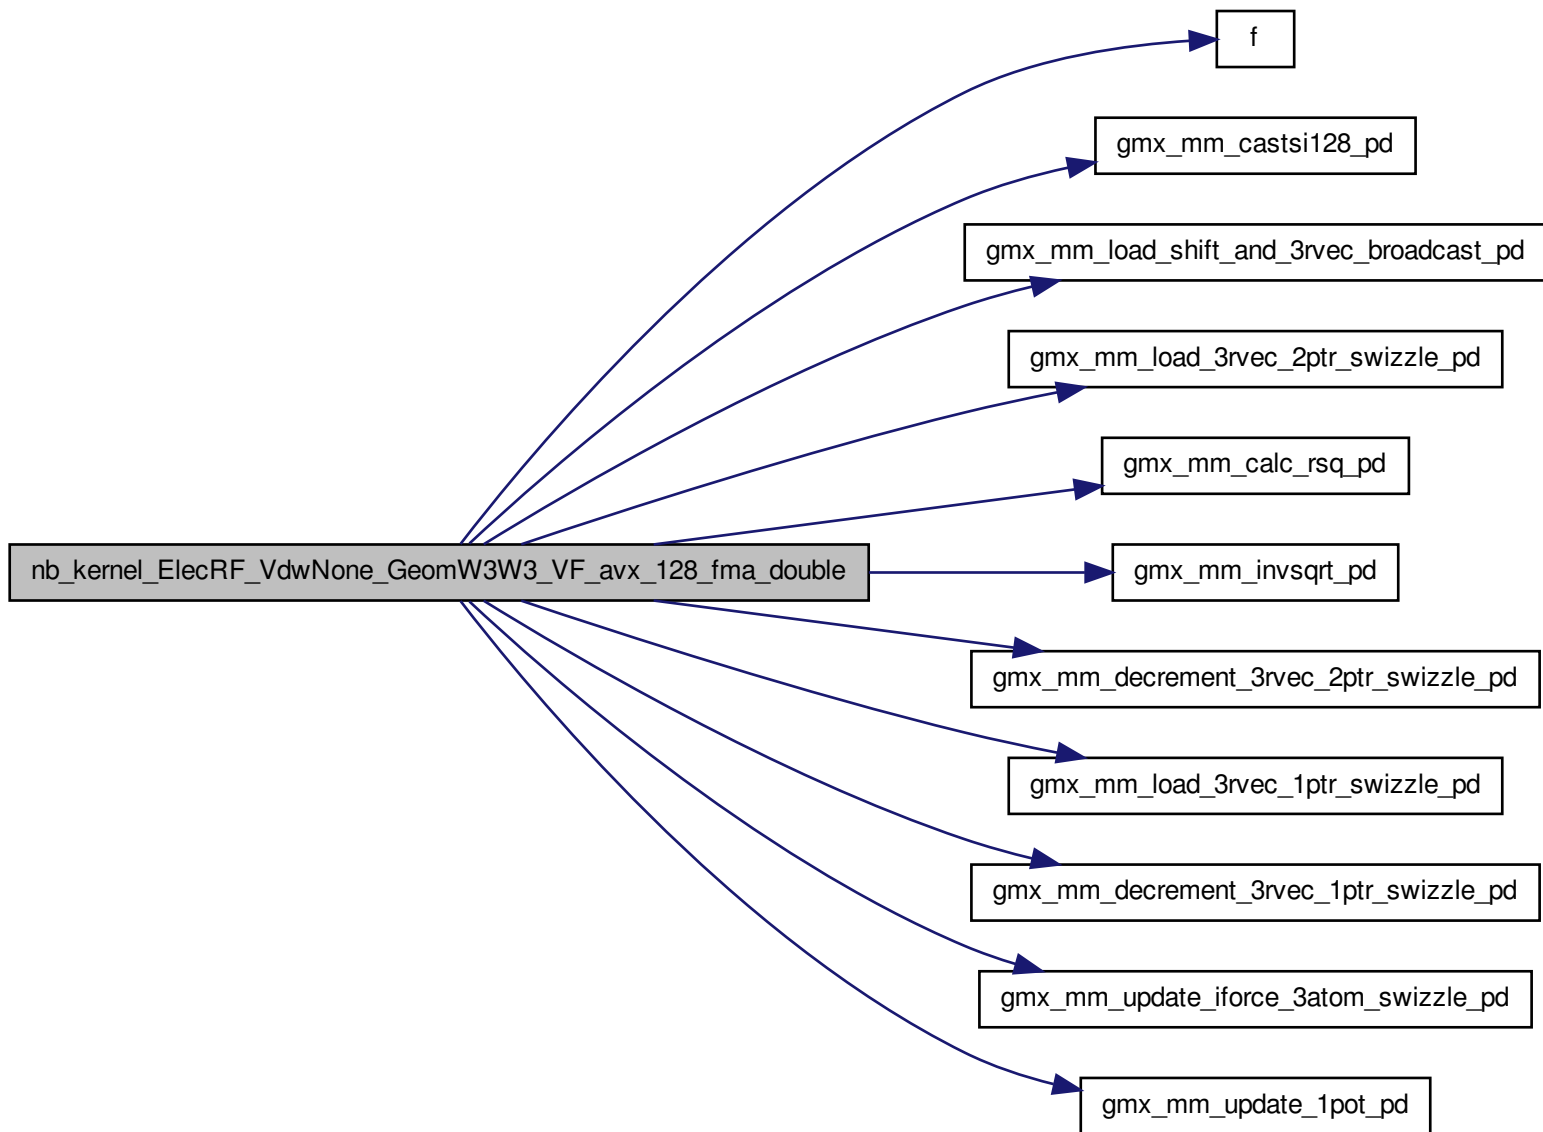 f
gmx_mm_castsi128_pd
gmx_mm_load_shift_and_3rvec_broadcast_pd
gmx_mm_load_3rvec_2ptr_swizzle_pd
gmx_mm_calc_rsq_pd
nb_kernel_ElecRF_VdwNone_GeomW3W3_VF_avx_128_fma_double
gmx_mm_invsqrt_pd
gmx_mm_decrement_3rvec_2ptr_swizzle_pd
gmx_mm_load_3rvec_1ptr_swizzle_pd
gmx_mm_decrement_3rvec_1ptr_swizzle_pd
gmx_mm_update_iforce_3atom_swizzle_pd
gmx_mm_update_1pot_pd